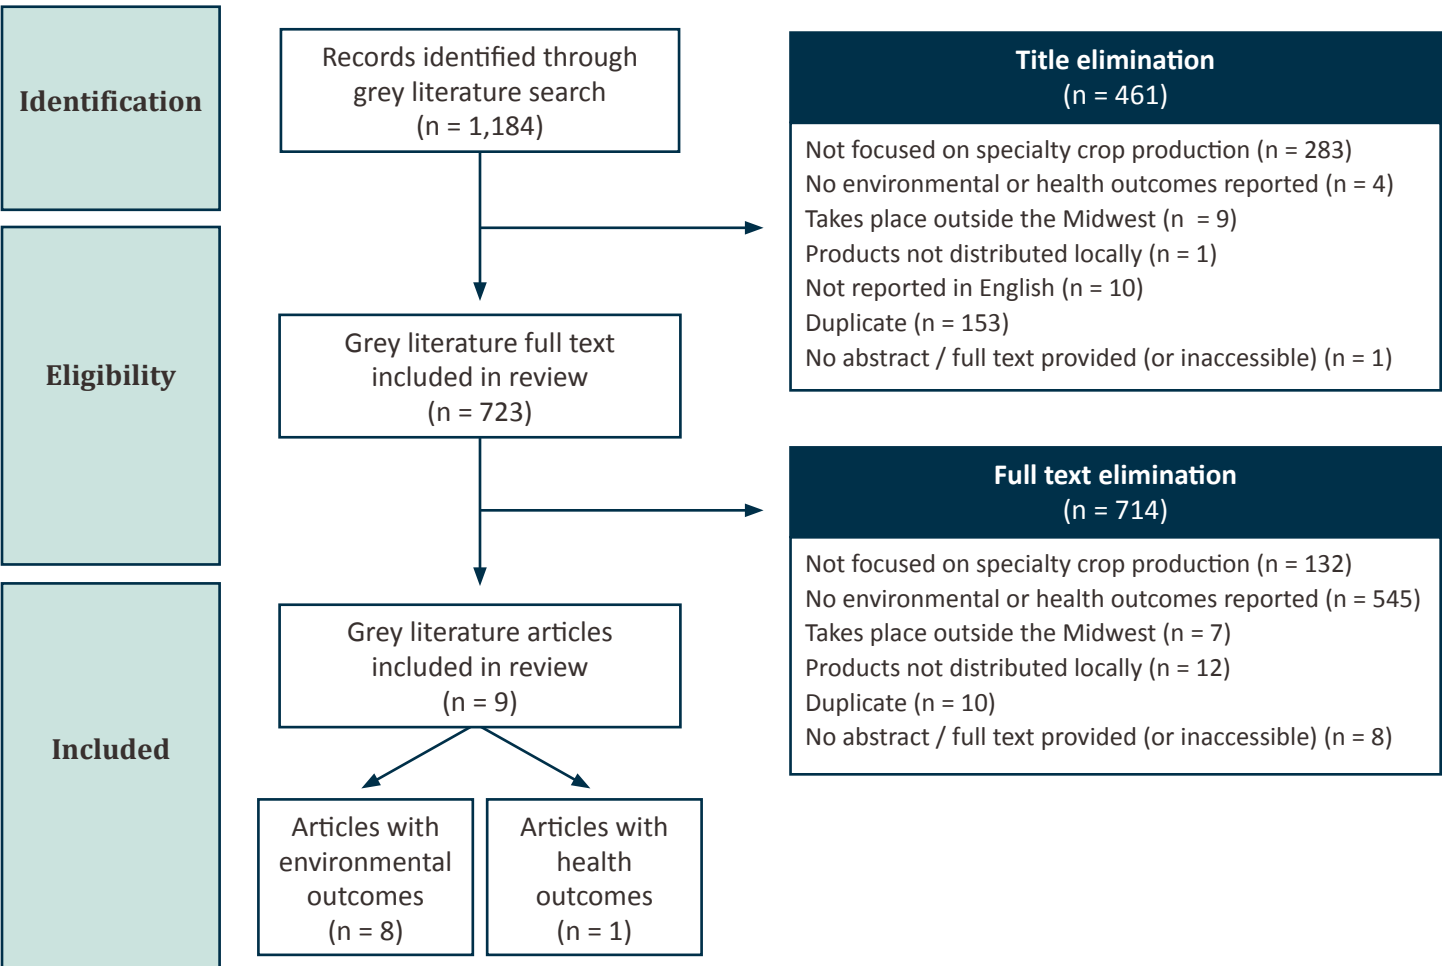 Identification
Records identified through
grey literature search
(n = 1,184)
Title elimination
(n = 461)
Not focused on specialty crop production (n = 283)
No environmental or health outcomes reported (n = 4)
Takes place outside the Midwest (n  = 9)
Products not distributed locally (n = 1)
Not reported in English (n = 10)
Duplicate (n = 153)
No abstract / full text provided (or inaccessible) (n = 1)
Eligibility
Grey literature full text
included in review
(n = 723)
Full text elimination
(n = 714)
Not focused on specialty crop production (n = 132)
No environmental or health outcomes reported (n = 545)
Takes place outside the Midwest (n = 7)
Products not distributed locally (n = 12)
Duplicate (n = 10)
No abstract / full text provided (or inaccessible) (n = 8)
Included
Grey literature articles
included in review
(n = 9)
Articles with
environmental
outcomes
(n = 8)
Articles with
health
outcomes
(n = 1)